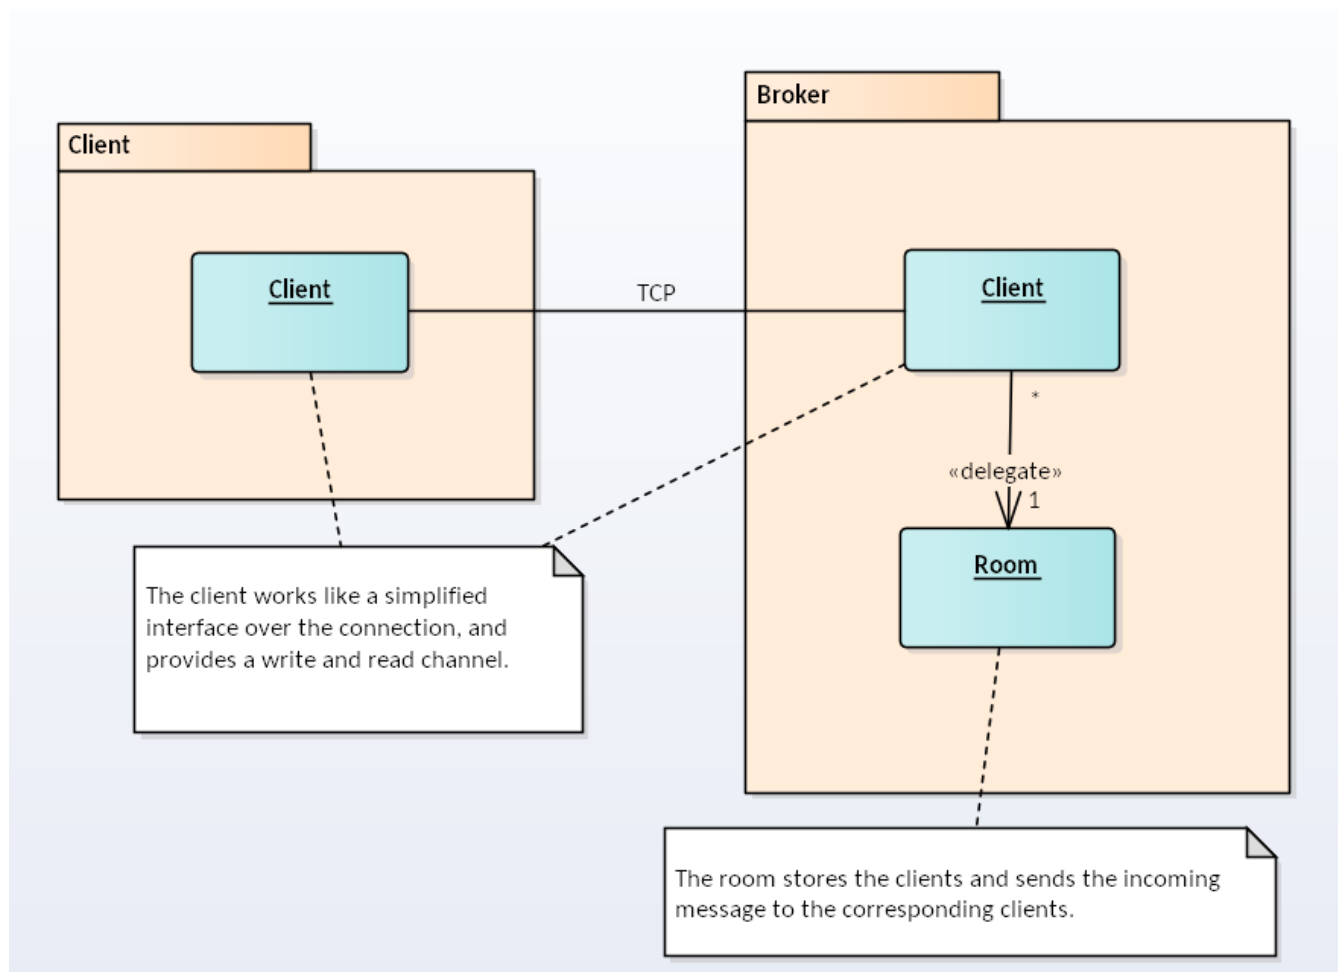 Broker
Client
Client
Client
TCP
*
«delegate»
1
Room
The client works like a simplified
interface over the connection, and
provides a write and read channel.
The room stores the clients and sends the incoming
message to the corresponding clients.